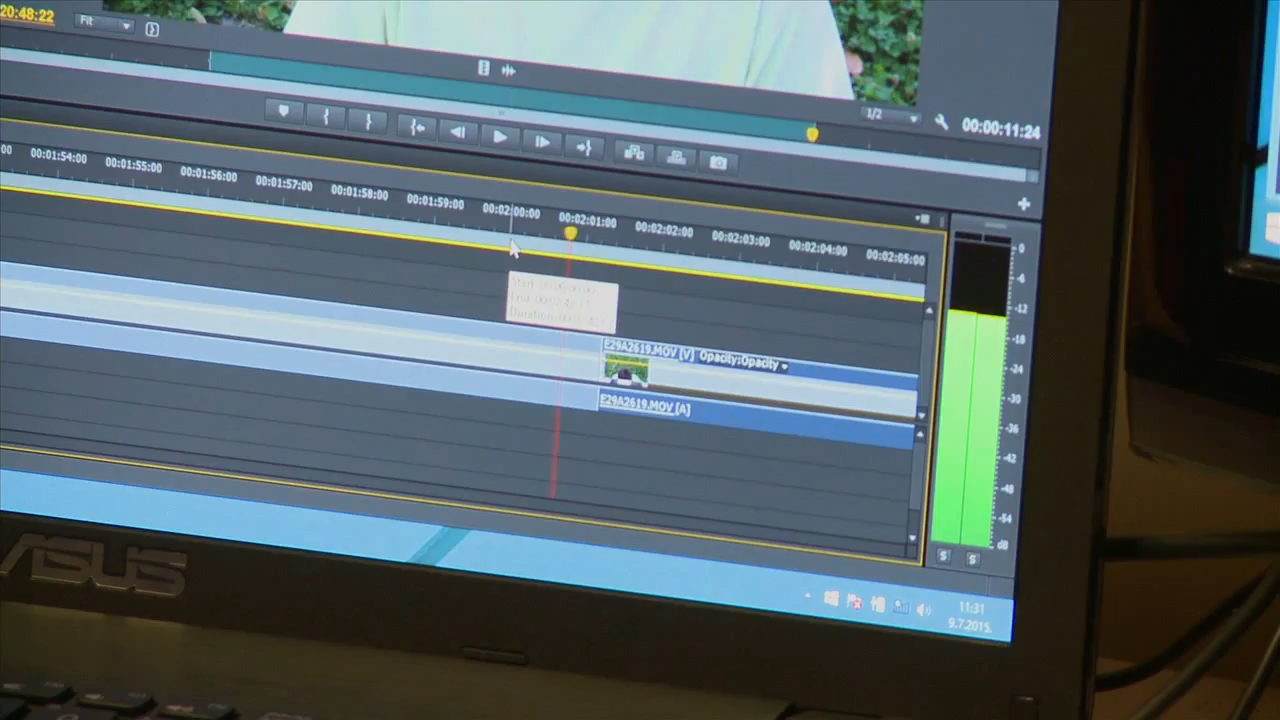 20:48:22
Fit
1/2
00:00:11:24
00 00:01:54:00 00:01:55:00 00:01:56:00 00:01:57:00 00:01:58:00 00:01:59:00 00:02:00:00 00:02:01:00 00:02:02:00 00:02:03:00 00:02:04:00 00:02:05:00
Start
End
Duration
E29A2619.MOV [V] Opacity:Opacity
E29A2619.MOV [A]
0
-12
-18
-24
-30
-36
-42
-48
-54
dB
S S
ASUS
11:31
9.7.2015.